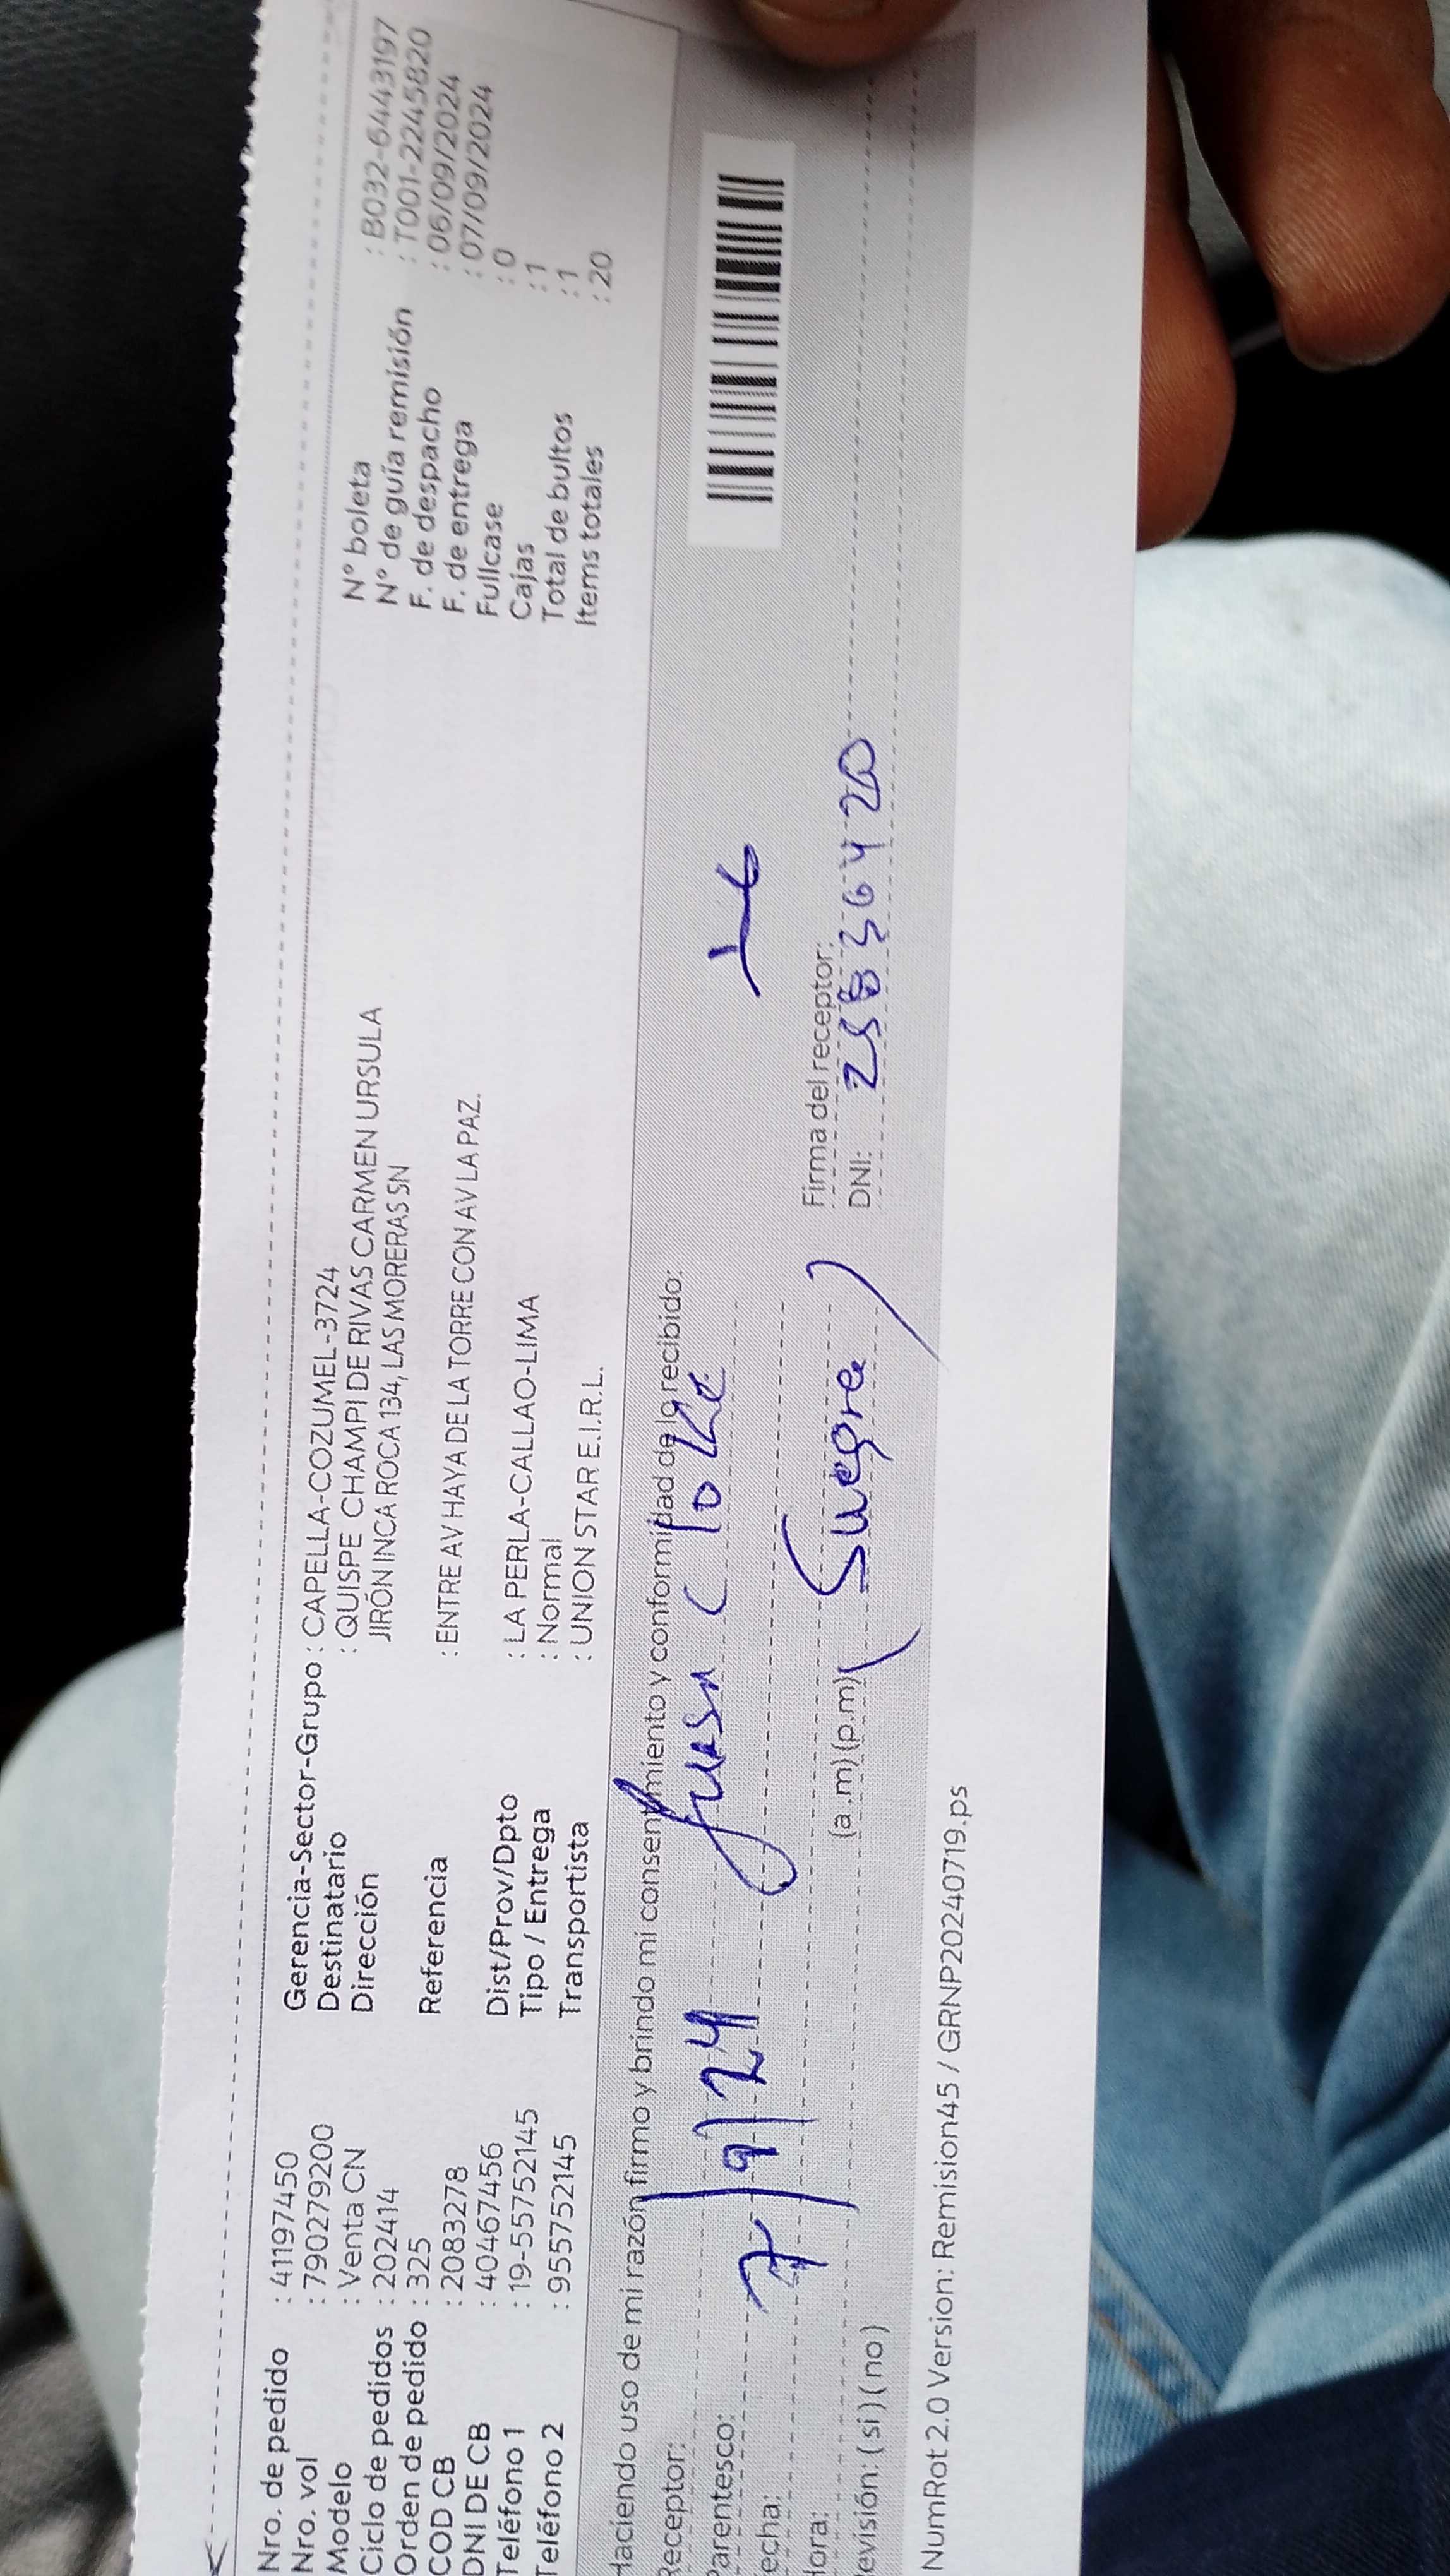 Nro. de pedido : 41197450
Nro. vol : 790279200
Modelo : Venta CN
Ciclo de pedidos : 202414
Orden de pedido : 325
COD CB : 2083278
DNI DE CB : 40467456
Teléfono 1 : 19-55752145
Teléfono 2 : 955752145
Gerencia-Sector-Grupo : CAPELLA-COZUMEL-3724
Destinatario : QUISPE CHAMPI DE RIVAS CARMEN URSULA
Dirección JIRÓN INCA ROCA 134, LAS MORERAS SN
Referencia : ENTRE AV HAYA DE LA TORRE CON AV LA PAZ.
Dist/Prov/Dpto : LA PERLA-CALLAO-LIMA
Tipo / Entrega : Normal
Transportista : UNION STAR E.I.R.L.
N° boleta : B032-6443197
N° de guía remisión : T001-2245820
F. de despacho : 06/09/2024
F. de entrega : 07/09/2024
Fullcase : 0
Cajas : 1
Total de bultos : 1
Items totales : 20
Haciendo uso de mi razón firmo y brindo mi consentimiento y conformidad de lo recibido:
Receptor: Juan C
Parentesco:
echa: 7/9/24
Hora: (a.m) (p.m) (Suegra)
evisión: (si) (no)
Firma del receptor:
DNI: 25836420
NumRot 2.0 Version: Remision45 / GRNP20240719.ps